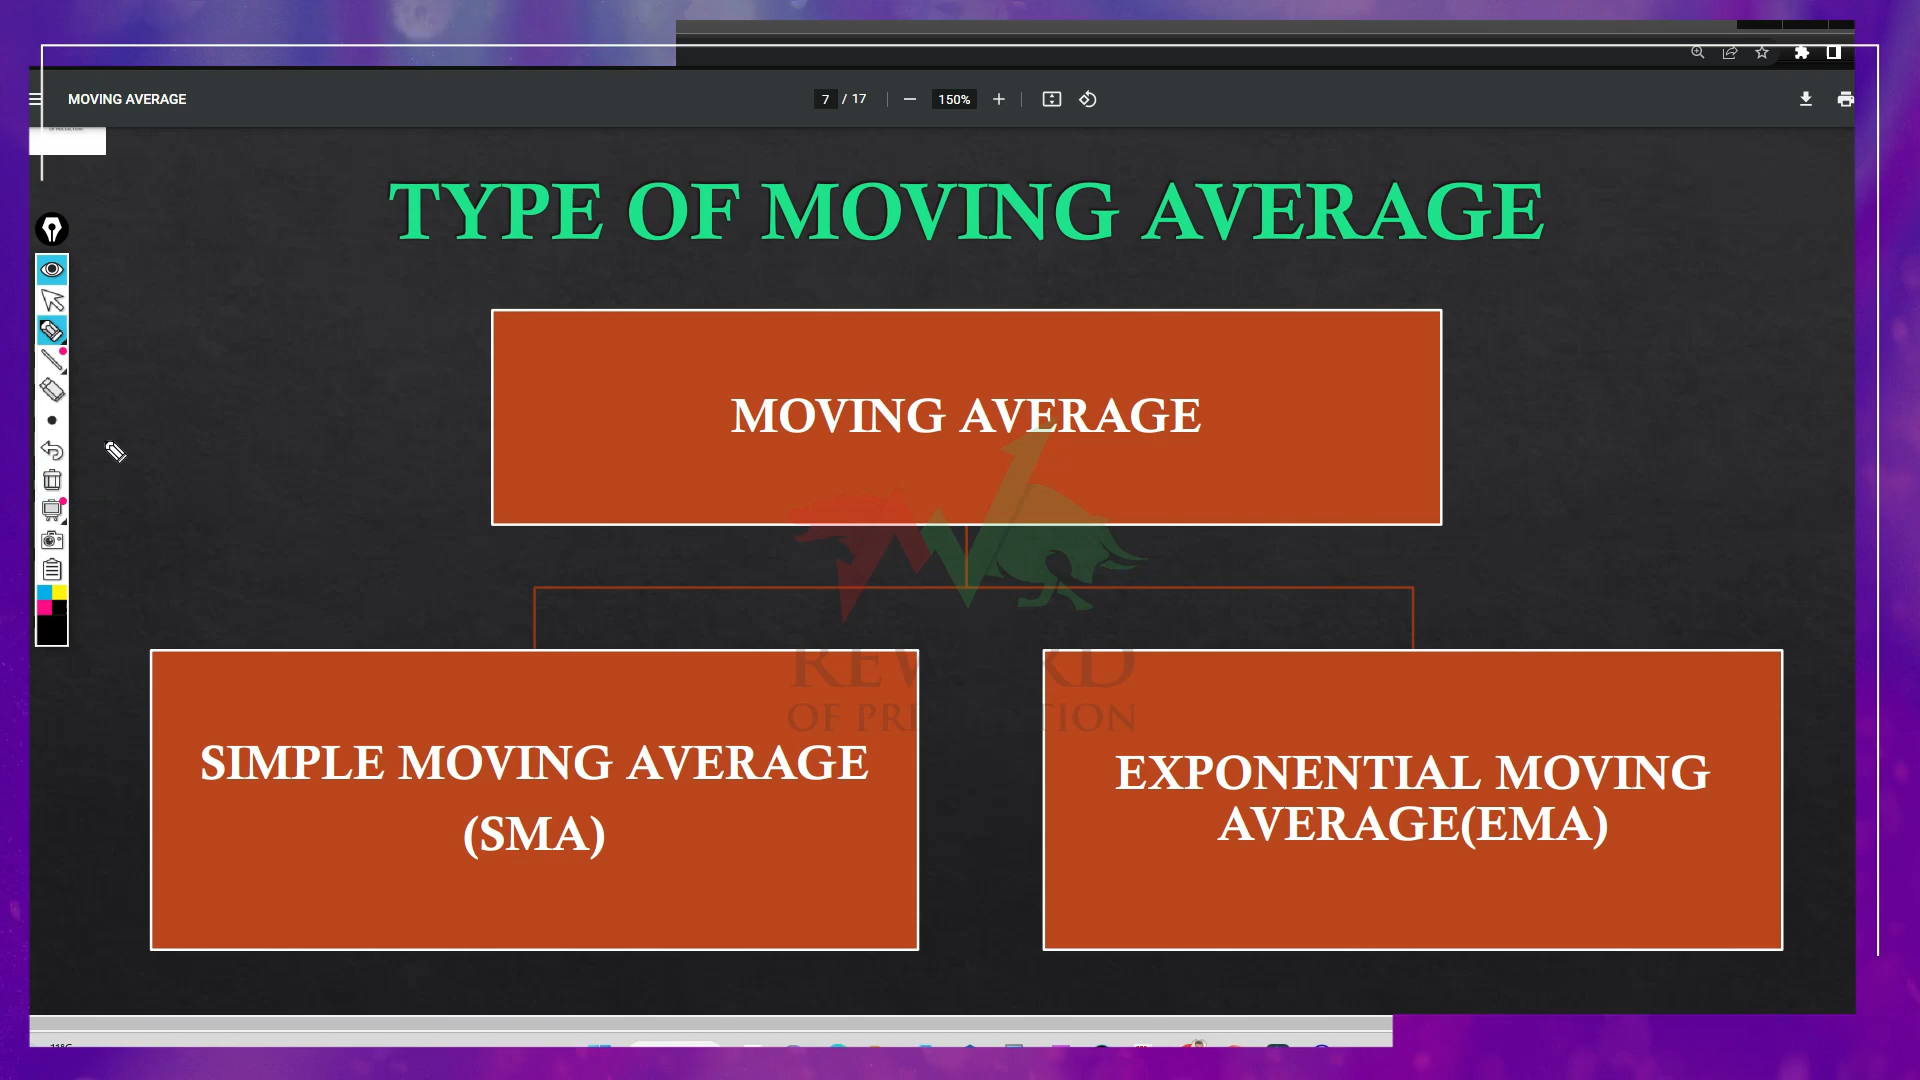 MOVING AVERAGE
7 / 17
150%
TYPE OF MOVING AVERAGE
MOVING AVERAGE
SIMPLE MOVING AVERAGE
(SMA)
EXPONENTIAL MOVING
AVERAGE(EMA)
OF